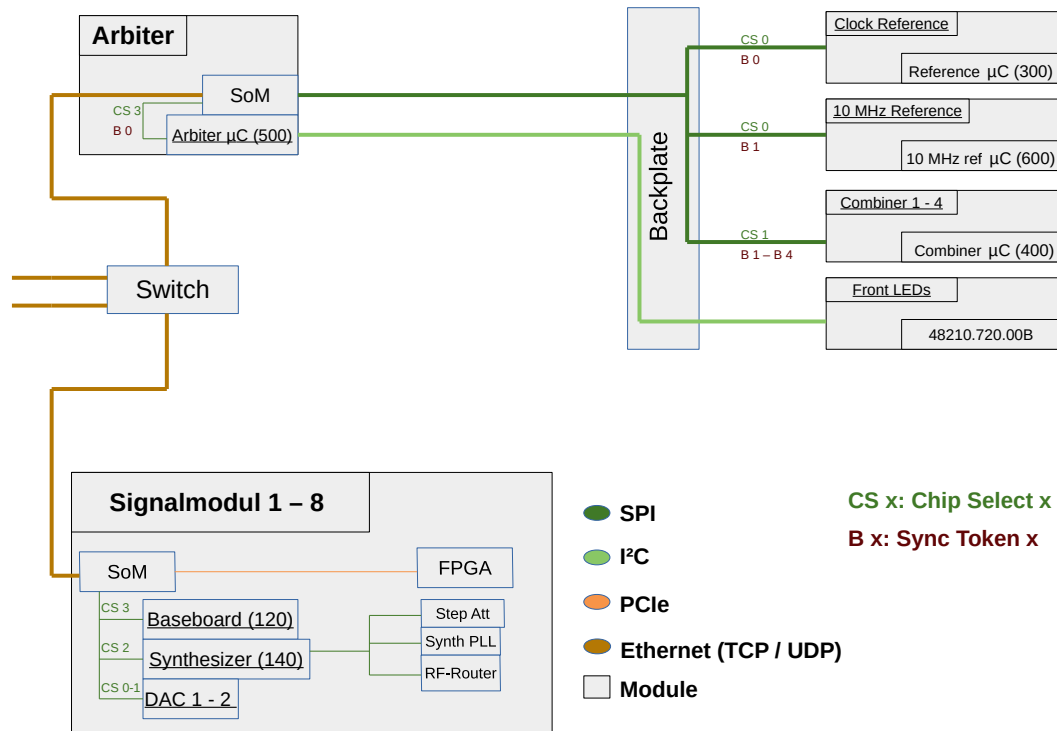 Arbiter
SoM
CS 3
B 0
Arbiter µC (500)
Backplate
CS 0
B 0
Clock Reference
Reference µC (300)
CS 0
B 1
10 MHz Reference
10 MHz ref µC (600)
CS 1
B 1 – B 4
Combiner 1 - 4
Combiner µC (400)
Front LEDs
48210.720.00B
Switch
Signalmodul 1 – 8
SoM
FPGA
CS 3
Baseboard (120)
CS 2
Synthesizer (140)
CS 0-1
DAC 1 - 2
Step Att
Synth PLL
RF-Router
SPI
I²C
PCIe
Ethernet (TCP / UDP)
Module
CS x: Chip Select x
B x: Sync Token x